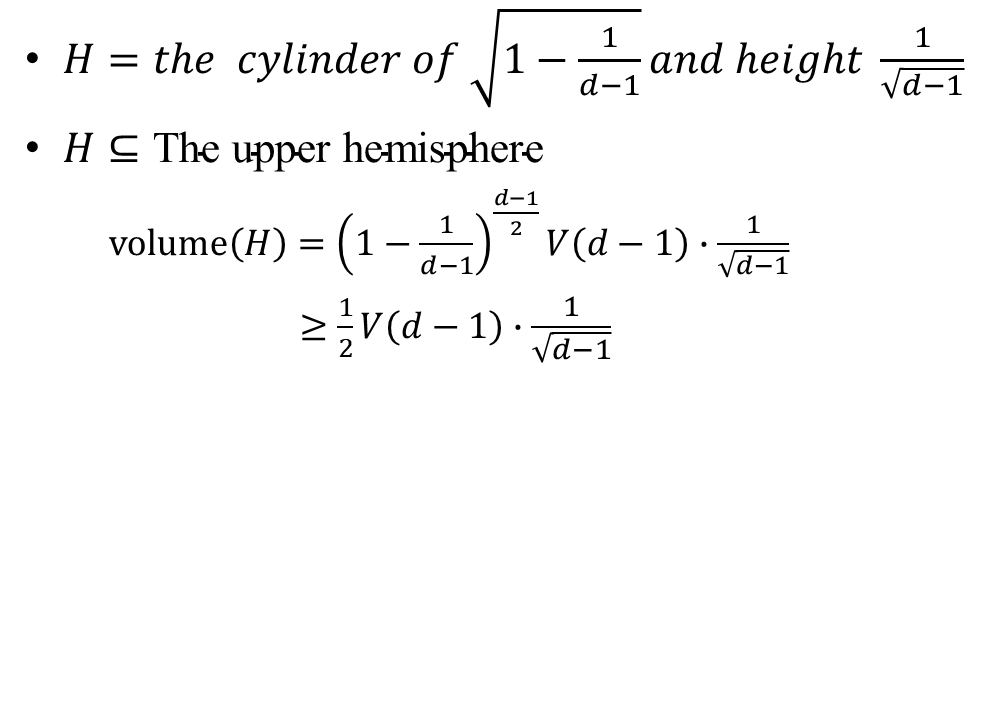 • H = the cylinder of √(1 − 1/(d−1)) and height 1/√(d−1)
• H ⊆ The upper hemisphere
volume(H) = (1 − 1/(d−1))^((d−1)/2) V(d − 1) · 1/√(d−1)
≥ 1/2 V(d − 1) · 1/√(d−1)